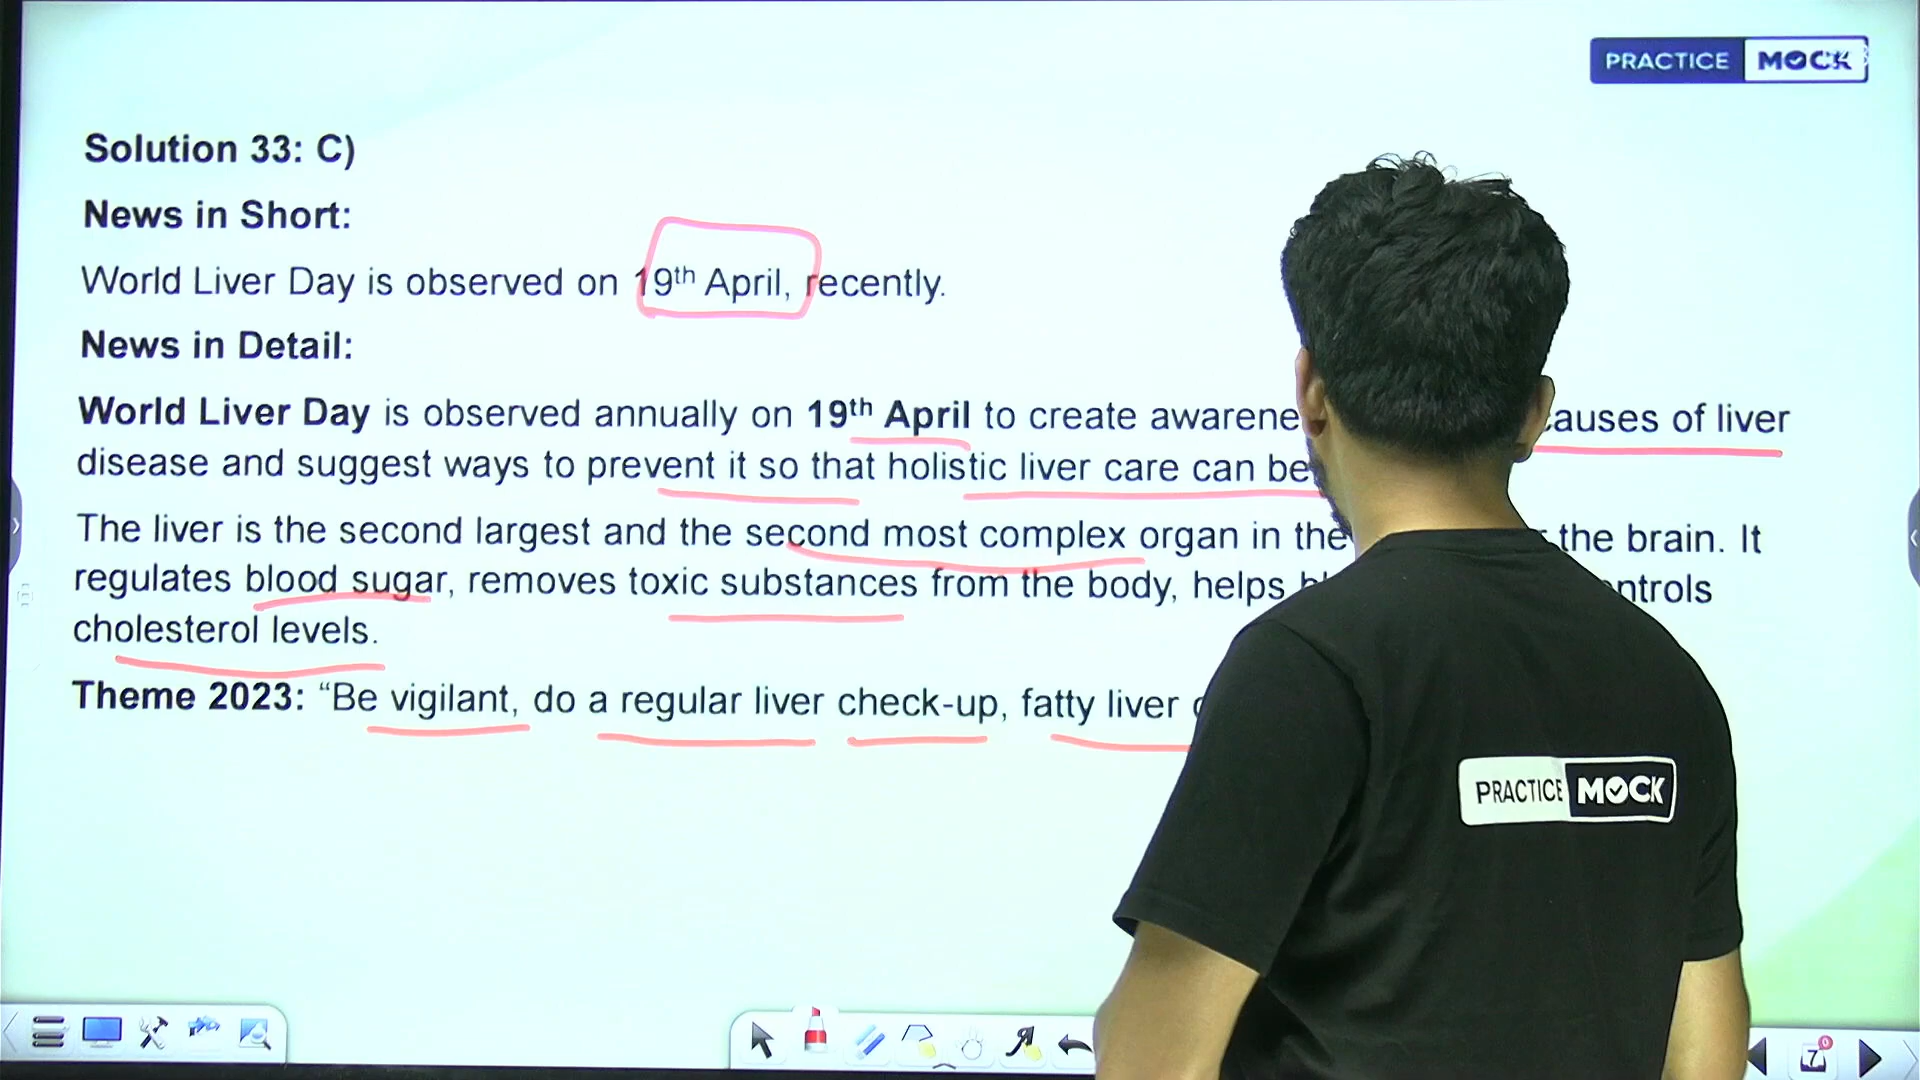 PRACTICE MOCK
Solution 33: C)
News in Short:
World Liver Day is observed on 19th April, recently.
News in Detail:
World Liver Day is observed annually on 19th April to create awarene causes of liver
disease and suggest ways to prevent it so that holistic liver care can be
The liver is the second largest and the second most complex organ in the the brain. It
regulates blood sugar, removes toxic substances from the body, helps ntrols
cholesterol levels.
Theme 2023: “Be vigilant, do a regular liver check-up, fatty liver
PRACTICE MOCK
7
0